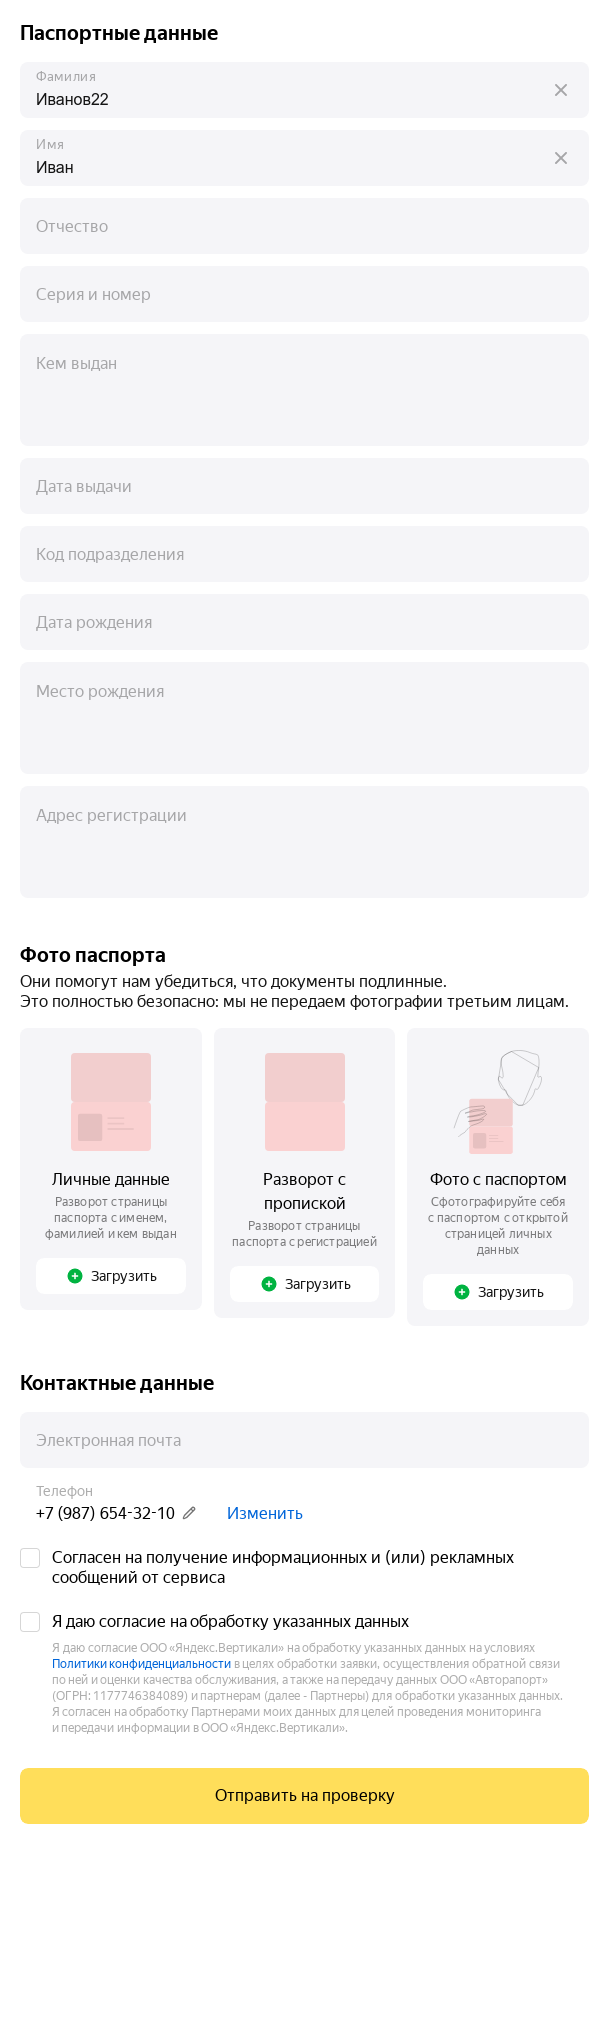 Паспортные данные
Фамилия
Иванов22
Имя
Иван
Отчество
Серия и номер
Кем выдан
Дата выдачи
Код подразделения
Дата рождения
Место рождения
Адрес регистрации
Фото паспорта
Они помогут нам убедиться, что документы подлинные.
Это полностью безопасно: мы не передаем фотографии третьим лицам.
Личные данные
Разворот страницы
паспорта с именем,
фамилией и кем выдан
Загрузить
Разворот с
пропиской
Разворот страницы
паспорта с регистрацией
Загрузить
Фото с паспортом
Сфотографируйте себя
с паспортом с открытой
страницей личных
данных
Загрузить
Контактные данные
Электронная почта
Телефон
+7 (987) 654-32-10 Изменить
Согласен на получение информационных и (или) рекламных
сообщений от сервиса
Я даю согласие на обработку указанных данных
Я даю согласие ООО «Яндекс.Вертикали» на обработку указанных данных на условиях
Политики конфиденциальности в целях обработки заявки, осуществления обратной связи
по ней и оценки качества обслуживания, а также на передачу данных ООО «Авторапорт»
(ОГРН: 1177746384089) и партнерам (далее - Партнеры) для обработки указанных данных.
Я согласен на обработку Партнерами моих данных для целей проведения мониторинга
и передачи информации в ООО «Яндекс.Вертикали».
Отправить на проверку